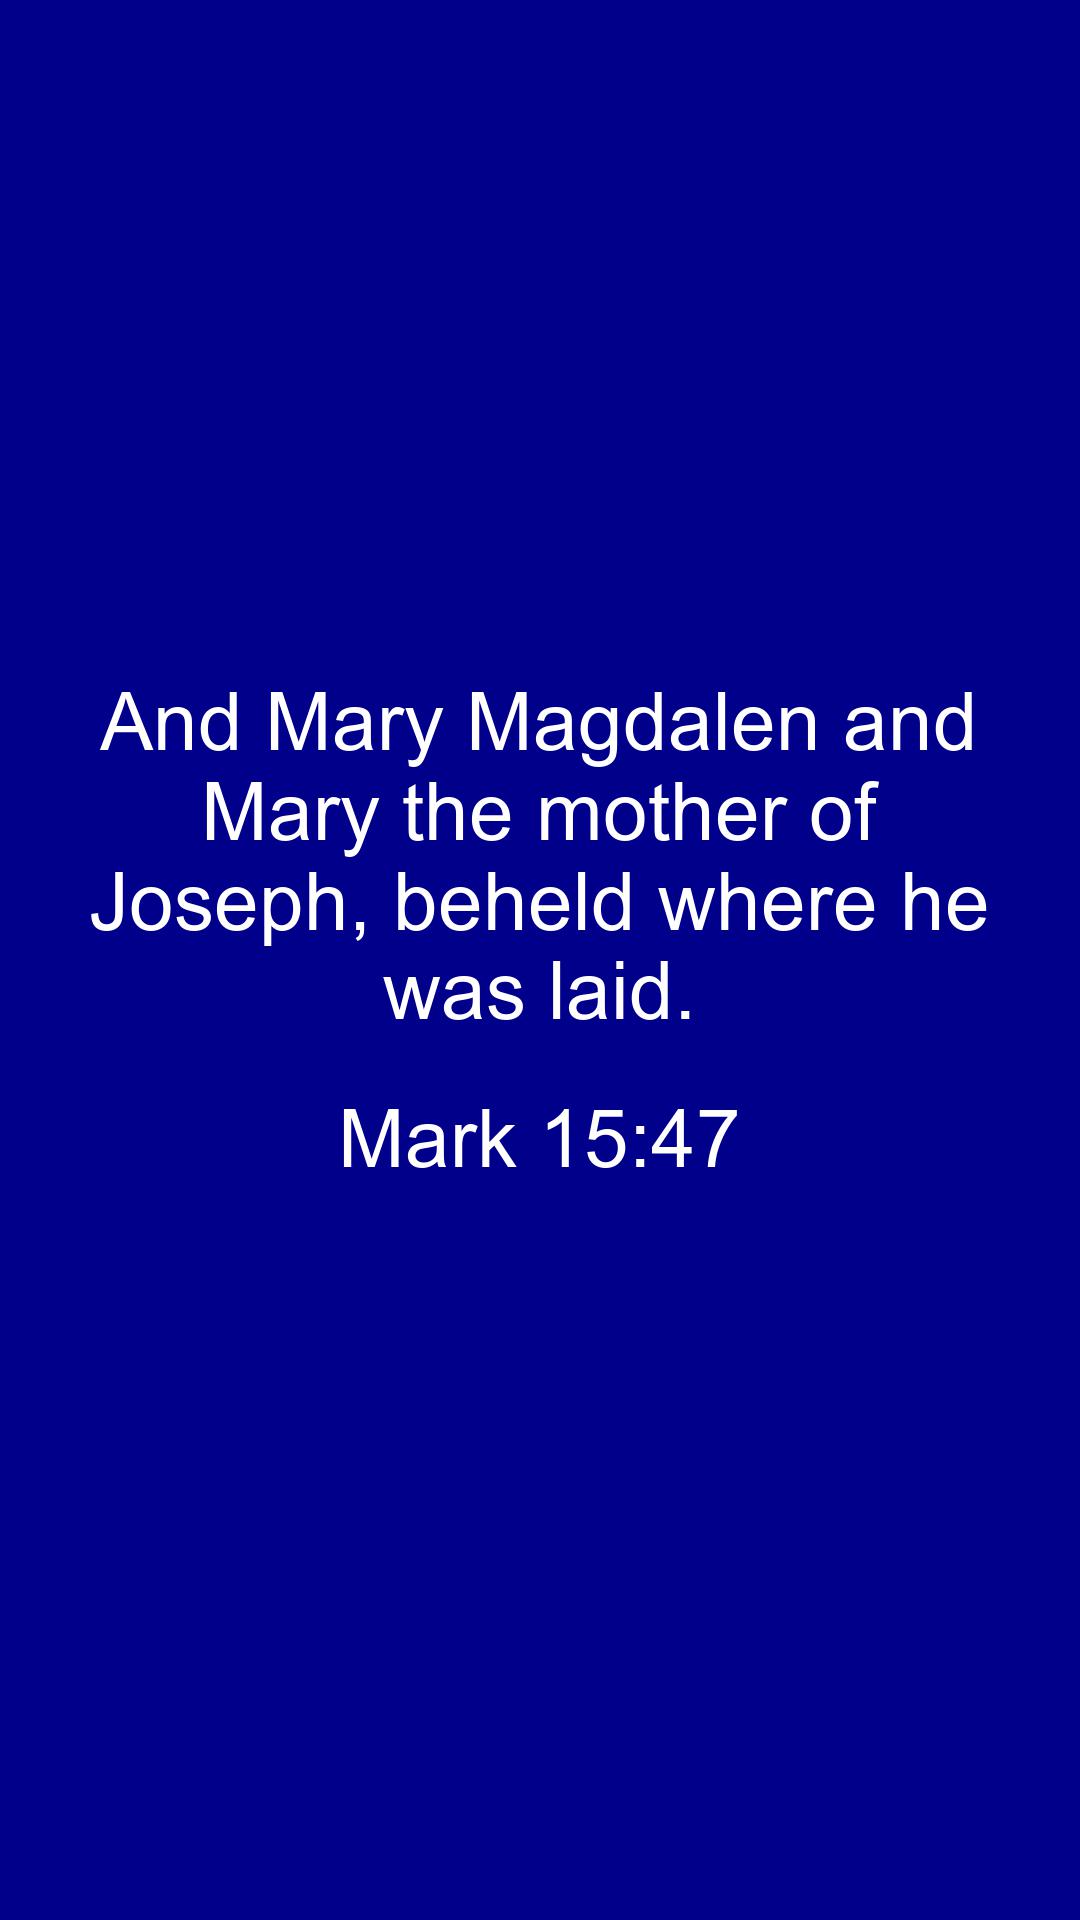 And Mary Magdalen and
Mary the mother of
Joseph, beheld where he
was laid.
Mark 15:47